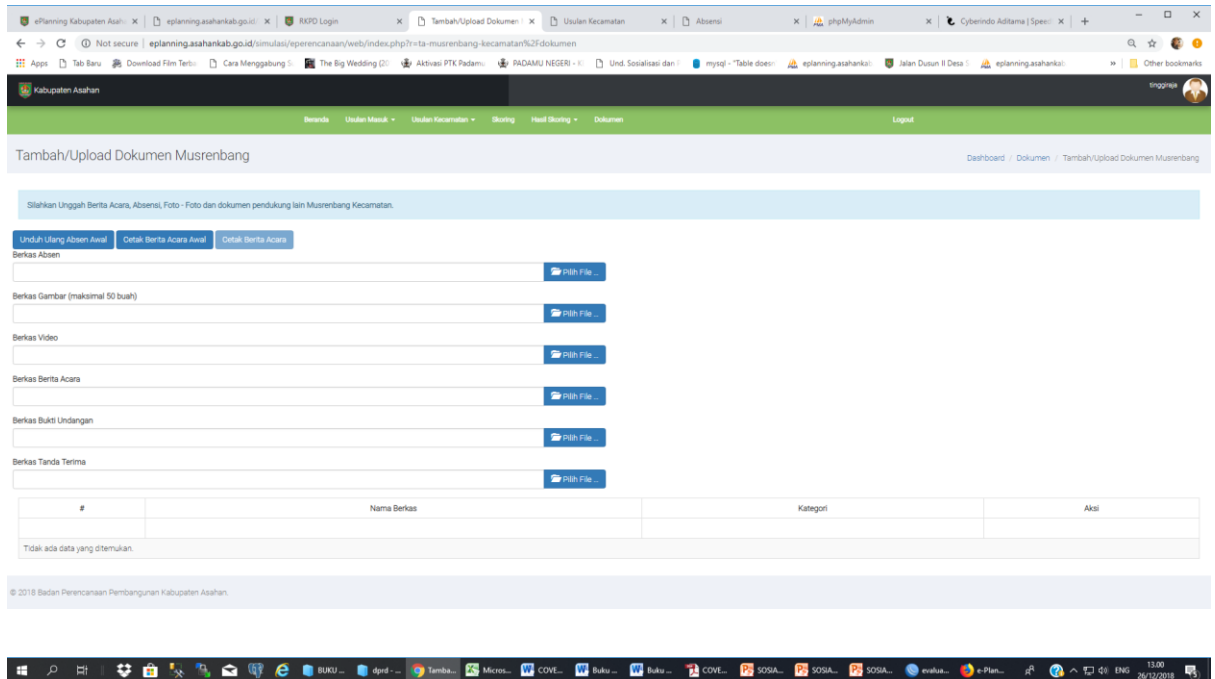 ePlanning Kabupaten Asaha
eplanning.asahankab.go.id/
RKPD Login
Tambah/Upload Dokumen
Usulan Kecamatan
Absensi
phpMyAdmin
Cyberindo Aditama | Speed
Not secure | eplanning.asahankab.go.id/simulasi/eperencanaan/web/index.php?r=ta-musrenbang-kecamatan%2Fdokumen
Apps Tab Baru Download Film Terba Cara Menggabung S The Big Wedding (20 Aktivasi PTK Padamu PADAMU NEGERI - Und. Sosialisasi dan mysql - "Table doesn eplanning.asahankab Jalan Dusun II Desa S eplanning.asahankab » Other bookmarks
Kabupaten Asahan
tinggiraja
Beranda Usulan Masuk Usulan Kecamatan Skoring Hasil Skoring Dokumen Logout
Tambah/Upload Dokumen Musrenbang
Dashboard / Dokumen / Tambah/Upload Dokumen Musrenbang
Silahkan Unggah Berita Acara, Absensi, Foto - Foto dan dokumen pendukung lain Musrenbang Kecamatan.
Unduh Ulang Absen Awal Cetak Berita Acara Awal Cetak Berita Acara
Berkas Absen
Pilih File ...
Berkas Gambar (maksimal 50 buah)
Pilih File ...
Berkas Video
Pilih File ...
Berkas Berita Acara
Pilih File ...
Berkas Bukti Undangan
Pilih File ...
Berkas Tanda Terima
Pilih File ...
# Nama Berkas Kategori Aksi
Tidak ada data yang ditemukan.
© 2018 Badan Perencanaan Pembangunan Kabupaten Asahan.
BUKU ... dprd - ... Tamba... Micros... COVE... Buku ... Buku ... COVE... SOSIA... SOSIA... SOSIA... evalua... e-Plan... ENG 13.00
26/12/2018